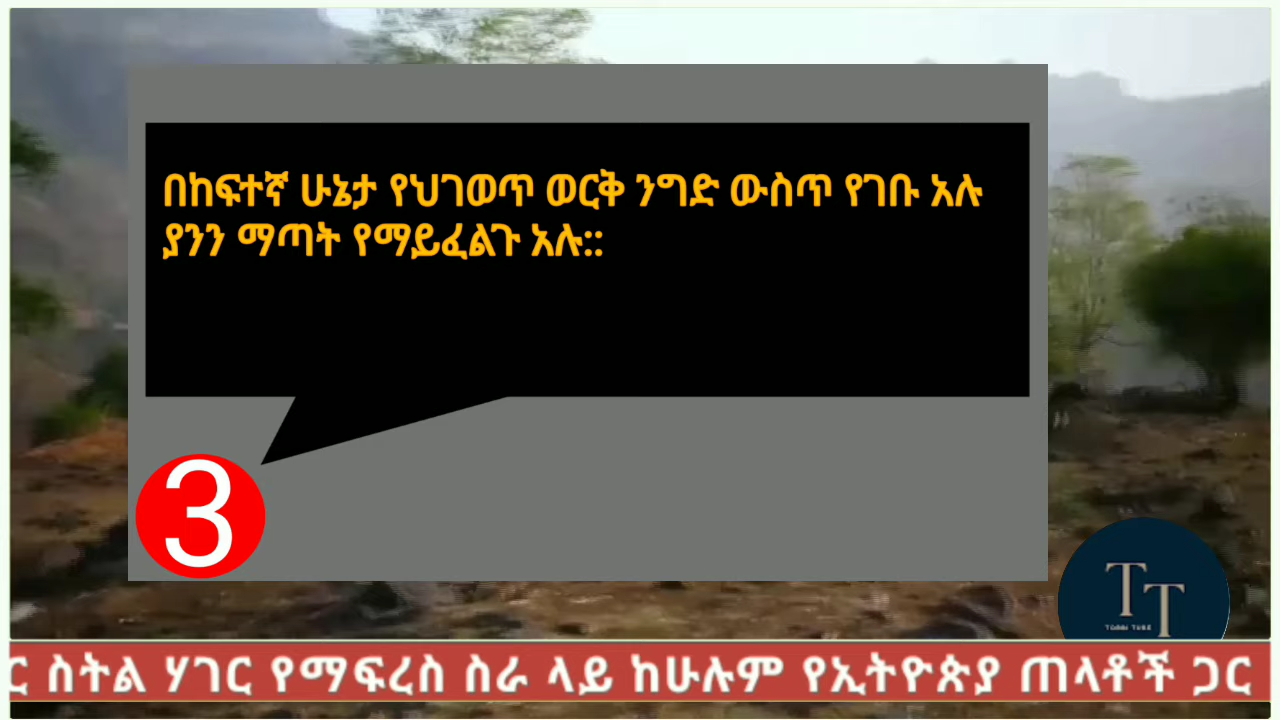 በከፍተኛ ሁኔታ የህገወጥ ወርቅ ንግድ ውስጥ የገቡ አሉ
ያንን ማጣት የማይፈልጉ አሉ::
3
TT
ር ስትል ሃገር የማፍረስ ስራ ላይ ከሁሉም የኢትዮጵያ ጠላቶች ጋር